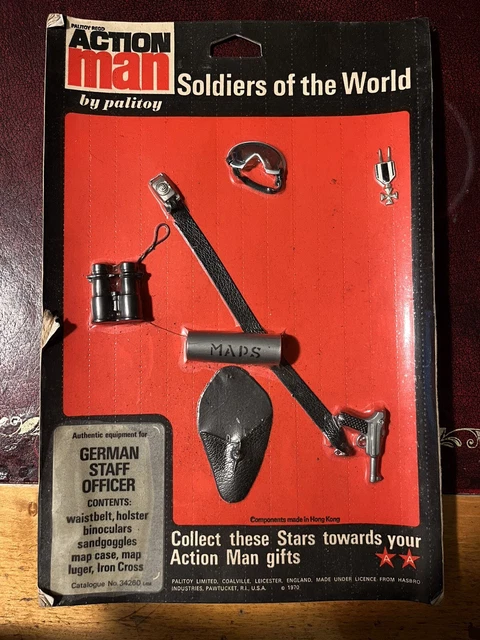 PALITOY REGD
ACTION
man
by palitoy
Soldiers of the World
MAPS
Authentic equipment for
GERMAN
STAFF
OFFICER
CONTENTS:
waistbelt, holster
binoculars
sandgoggles
map case, map
luger, Iron Cross
Catalogue No. 34260
Components made in Hong Kong
Collect these Stars towards your
Action Man gifts
A A
PALITOY LIMITED, COALVILLE, LEICESTER, ENGLAND. MADE UNDER LICENCE FROM HASBRO
INDUSTRIES, PAWTUCKET, R.I., U.S.A. © 1970